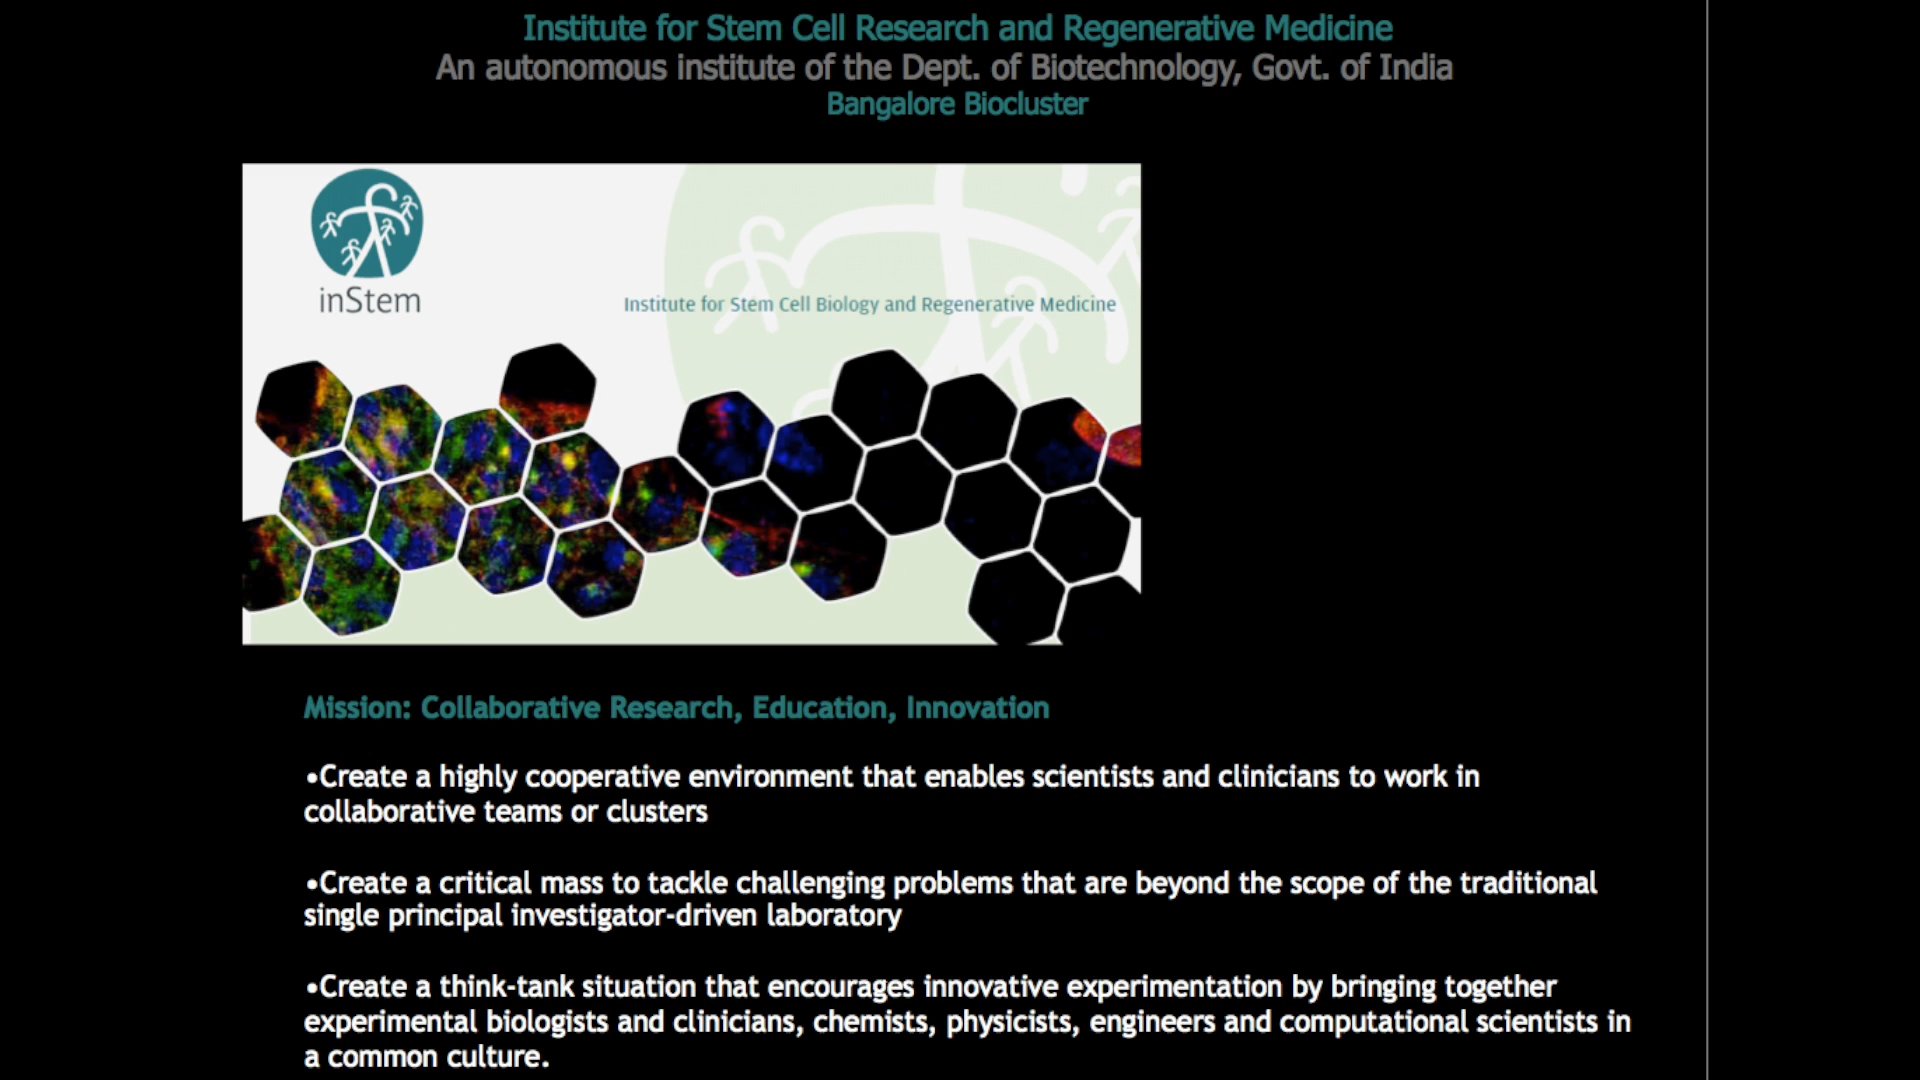 Institute for Stem Cell Research and Regenerative Medicine
An autonomous institute of the Dept. of Biotechnology, Govt. of India
Bangalore Biocluster
inStem
Institute for Stem Cell Biology and Regenerative Medicine
Mission: Collaborative Research, Education, Innovation
•Create a highly cooperative environment that enables scientists and clinicians to work in
collaborative teams or clusters
•Create a critical mass to tackle challenging problems that are beyond the scope of the traditional
single principal investigator-driven laboratory
•Create a think-tank situation that encourages innovative experimentation by bringing together
experimental biologists and clinicians, chemists, physicists, engineers and computational scientists in
a common culture.